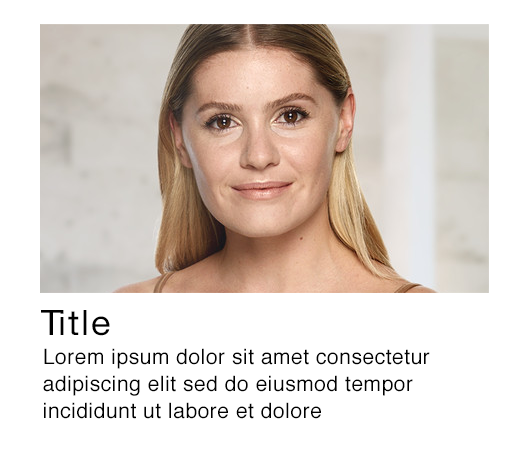 Title
Lorem ipsum dolor sit amet consectetur
adipiscing elit sed do eiusmod tempor
incididunt ut labore et dolore